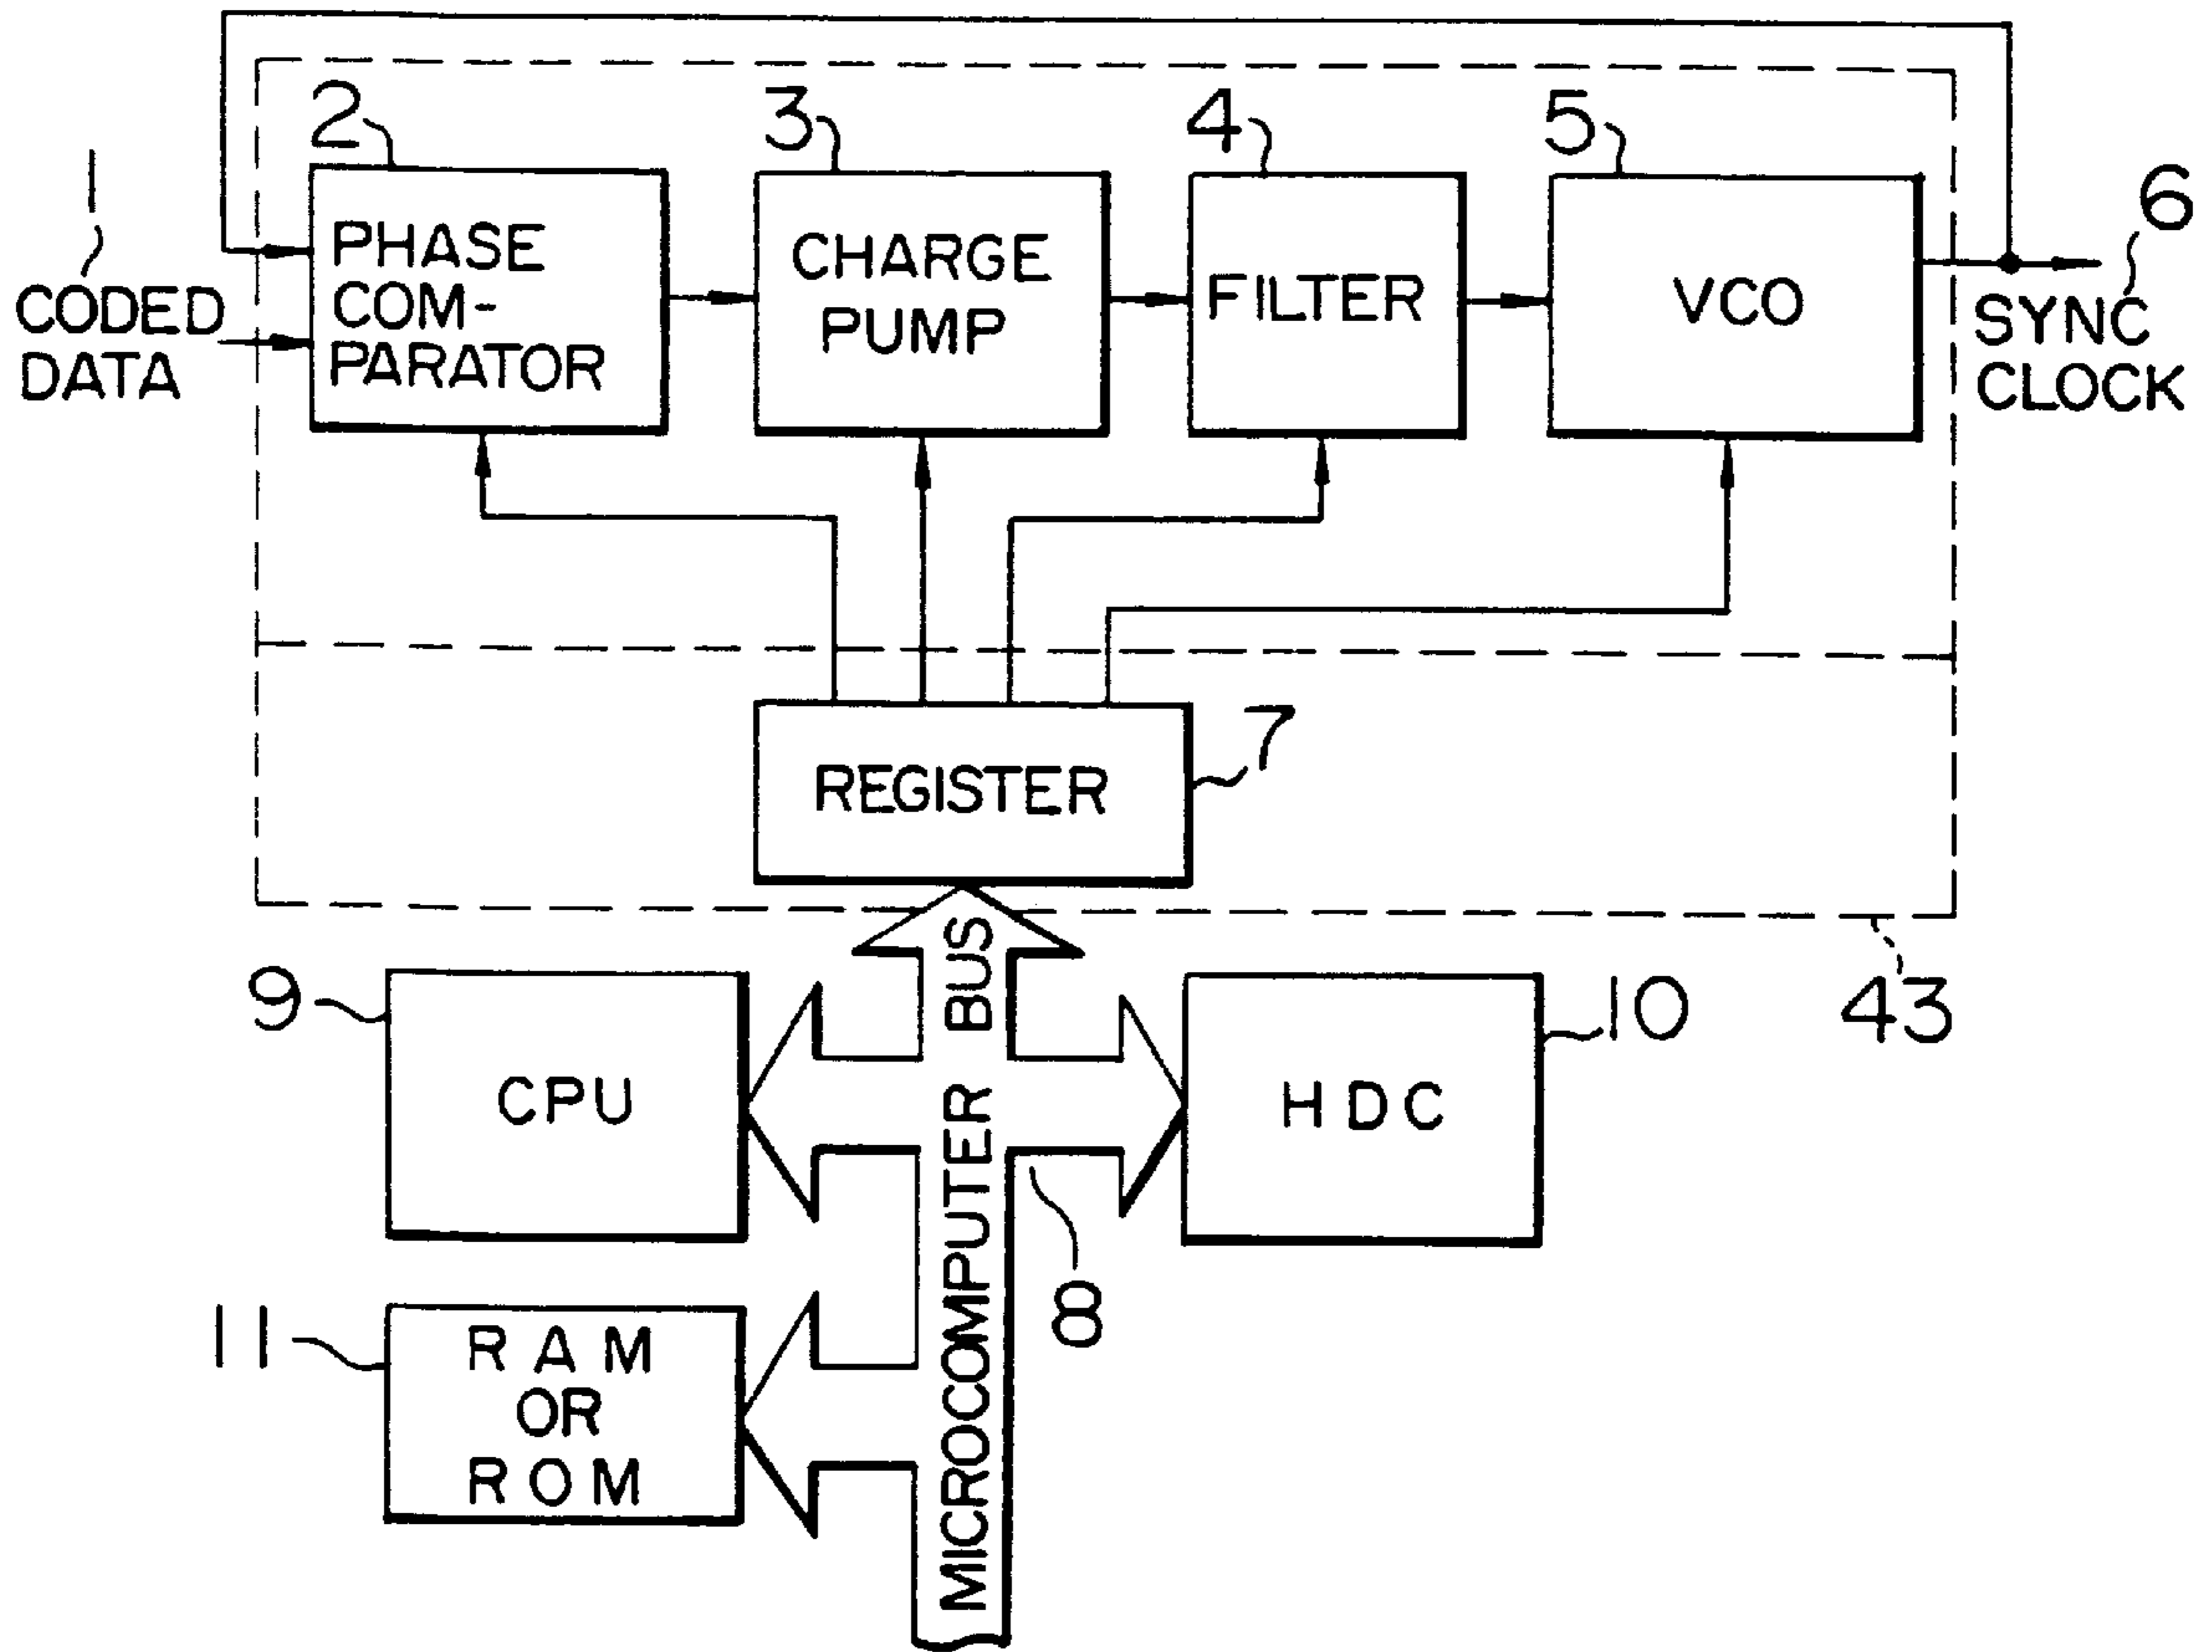 2
3
4
5
1
6
PHASE
COM-
PARATOR
CHARGE
PUMP
FILTER
VCO
CODED
DATA
SYNC
CLOCK
REGISTER
7
MICROCOMPUTER BUS
9
CPU
HDC
10
43
8
11
RAM
OR
ROM